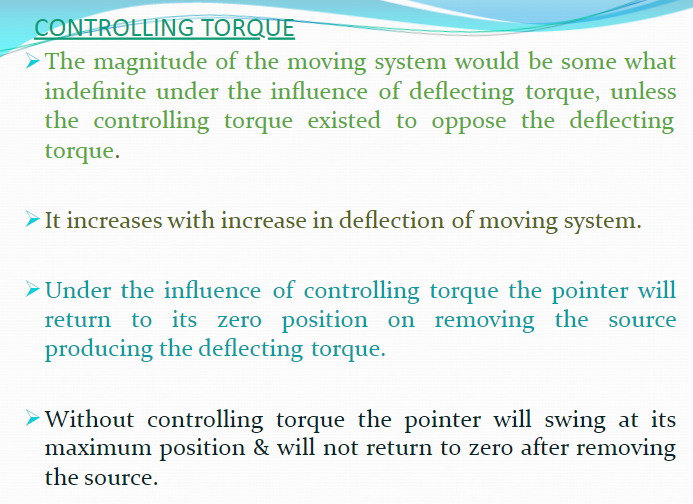 CONTROLLING TORQUE
The magnitude of the moving system would be some what
indefinite under the influence of deflecting torque, unless
the controlling torque existed to oppose the deflecting
torque.
It increases with increase in deflection of moving system.
Under the influence of controlling torque the pointer will
return to its zero position on removing the source
producing the deflecting torque.
Without controlling torque the pointer will swing at its
maximum position & will not return to zero after removing
the source.